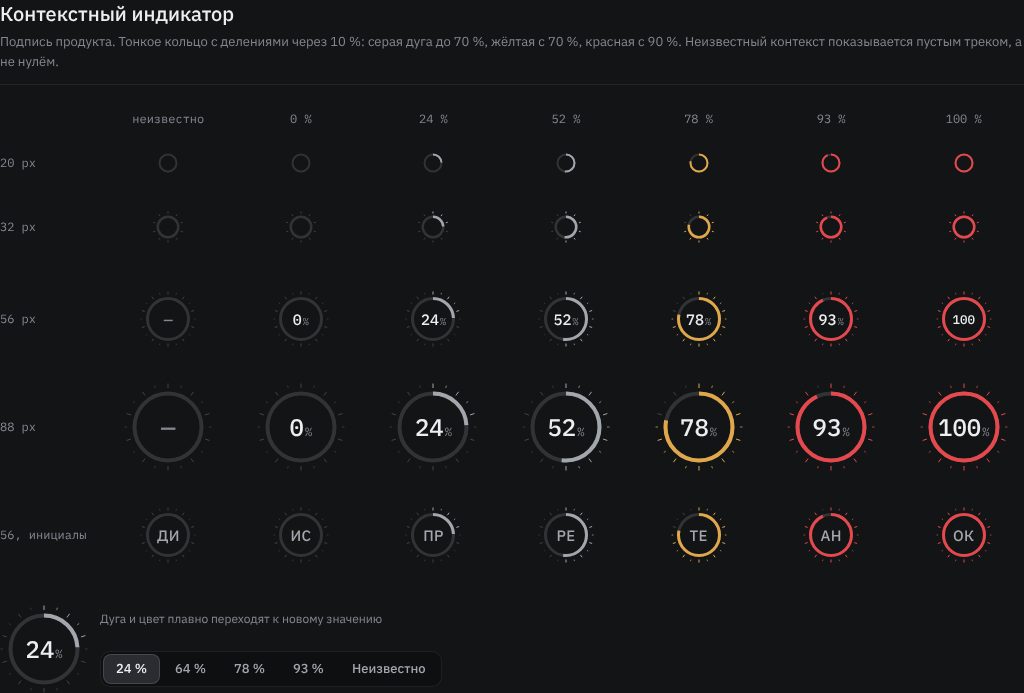 Контекстный индикатор
Подпись продукта. Тонкое кольцо с делениями через 10 %: серая дуга до 70 %, жёлтая с 70 %, красная с 90 %. Неизвестный контекст показывается пустым треком, а
не нулём.
неизвестно 0 % 24 % 52 % 78 % 93 % 100 %
20 px
32 px
56 px — 0% 24% 52% 78% 93% 100
88 px — 0% 24% 52% 78% 93% 100%
56, инициалы ДИ ИС ПР РЕ ТЕ АН ОК
Дуга и цвет плавно переходят к новому значению
24%
24 % 64 % 78 % 93 % Неизвестно